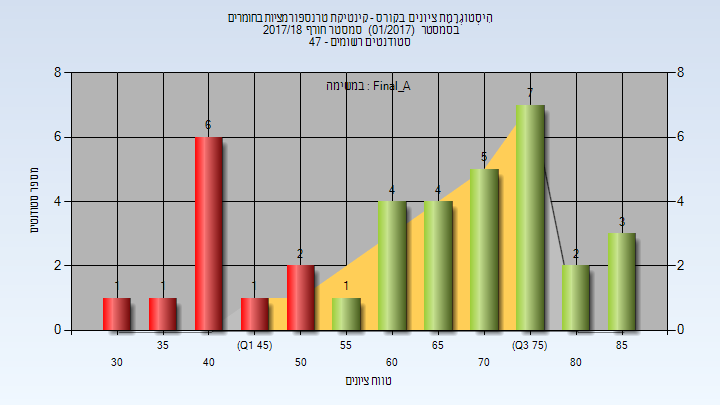 הִיסטוֹגרַמַת ציונים בקורס - קינטיקת טרנספורמציות בחומרים
בסמסטר (01/2017) סמסטר חורף 2017/18
סטודנטים רשומים - 47
במשימה : Final_A
מספר סטודנטים
8 8
6 6
4 4
2 2
0 0
1 1 6 1 2 1 4 4 5 7 2 3
35 (Q1 45) 55 65 (Q3 75) 85
30 40 50 60 70 80
טווח ציונים